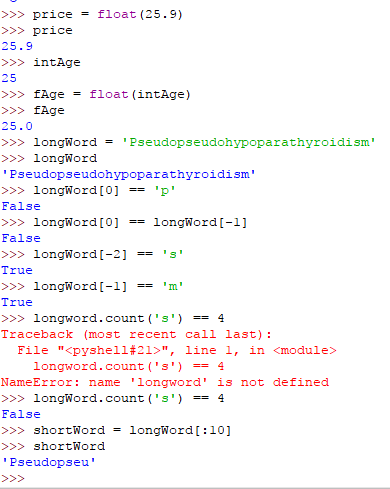 >>> price = float(25.9)
>>> price
25.9
>>> intAge
25
>>> fAge = float(intAge)
>>> fAge
25.0
>>> longWord = 'Pseudopseudohypoparathyroidism'
>>> longWord
'Pseudopseudohypoparathyroidism'
>>> longWord[0] == 'p'
False
>>> longWord[0] == longWord[-1]
False
>>> longWord[-2] == 's'
True
>>> longWord[-1] == 'm'
True
>>> longword.count('s') == 4
Traceback (most recent call last):
  File "<pyshell#21>", line 1, in <module>
    longword.count('s') == 4
NameError: name 'longword' is not defined
>>> longWord.count('s') == 4
False
>>> shortWord = longWord[:10]
>>> shortWord
'Pseudopseu'
>>>